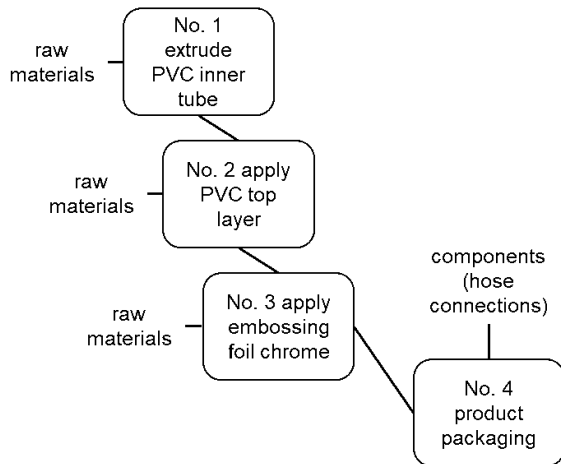 No. 1
extrude
PVC inner
tube
raw
materials
No. 2 apply
PVC top
layer
raw
materials
No. 3 apply
embossing
foil chrome
raw
materials
components
(hose
connections)
No. 4
product
packaging